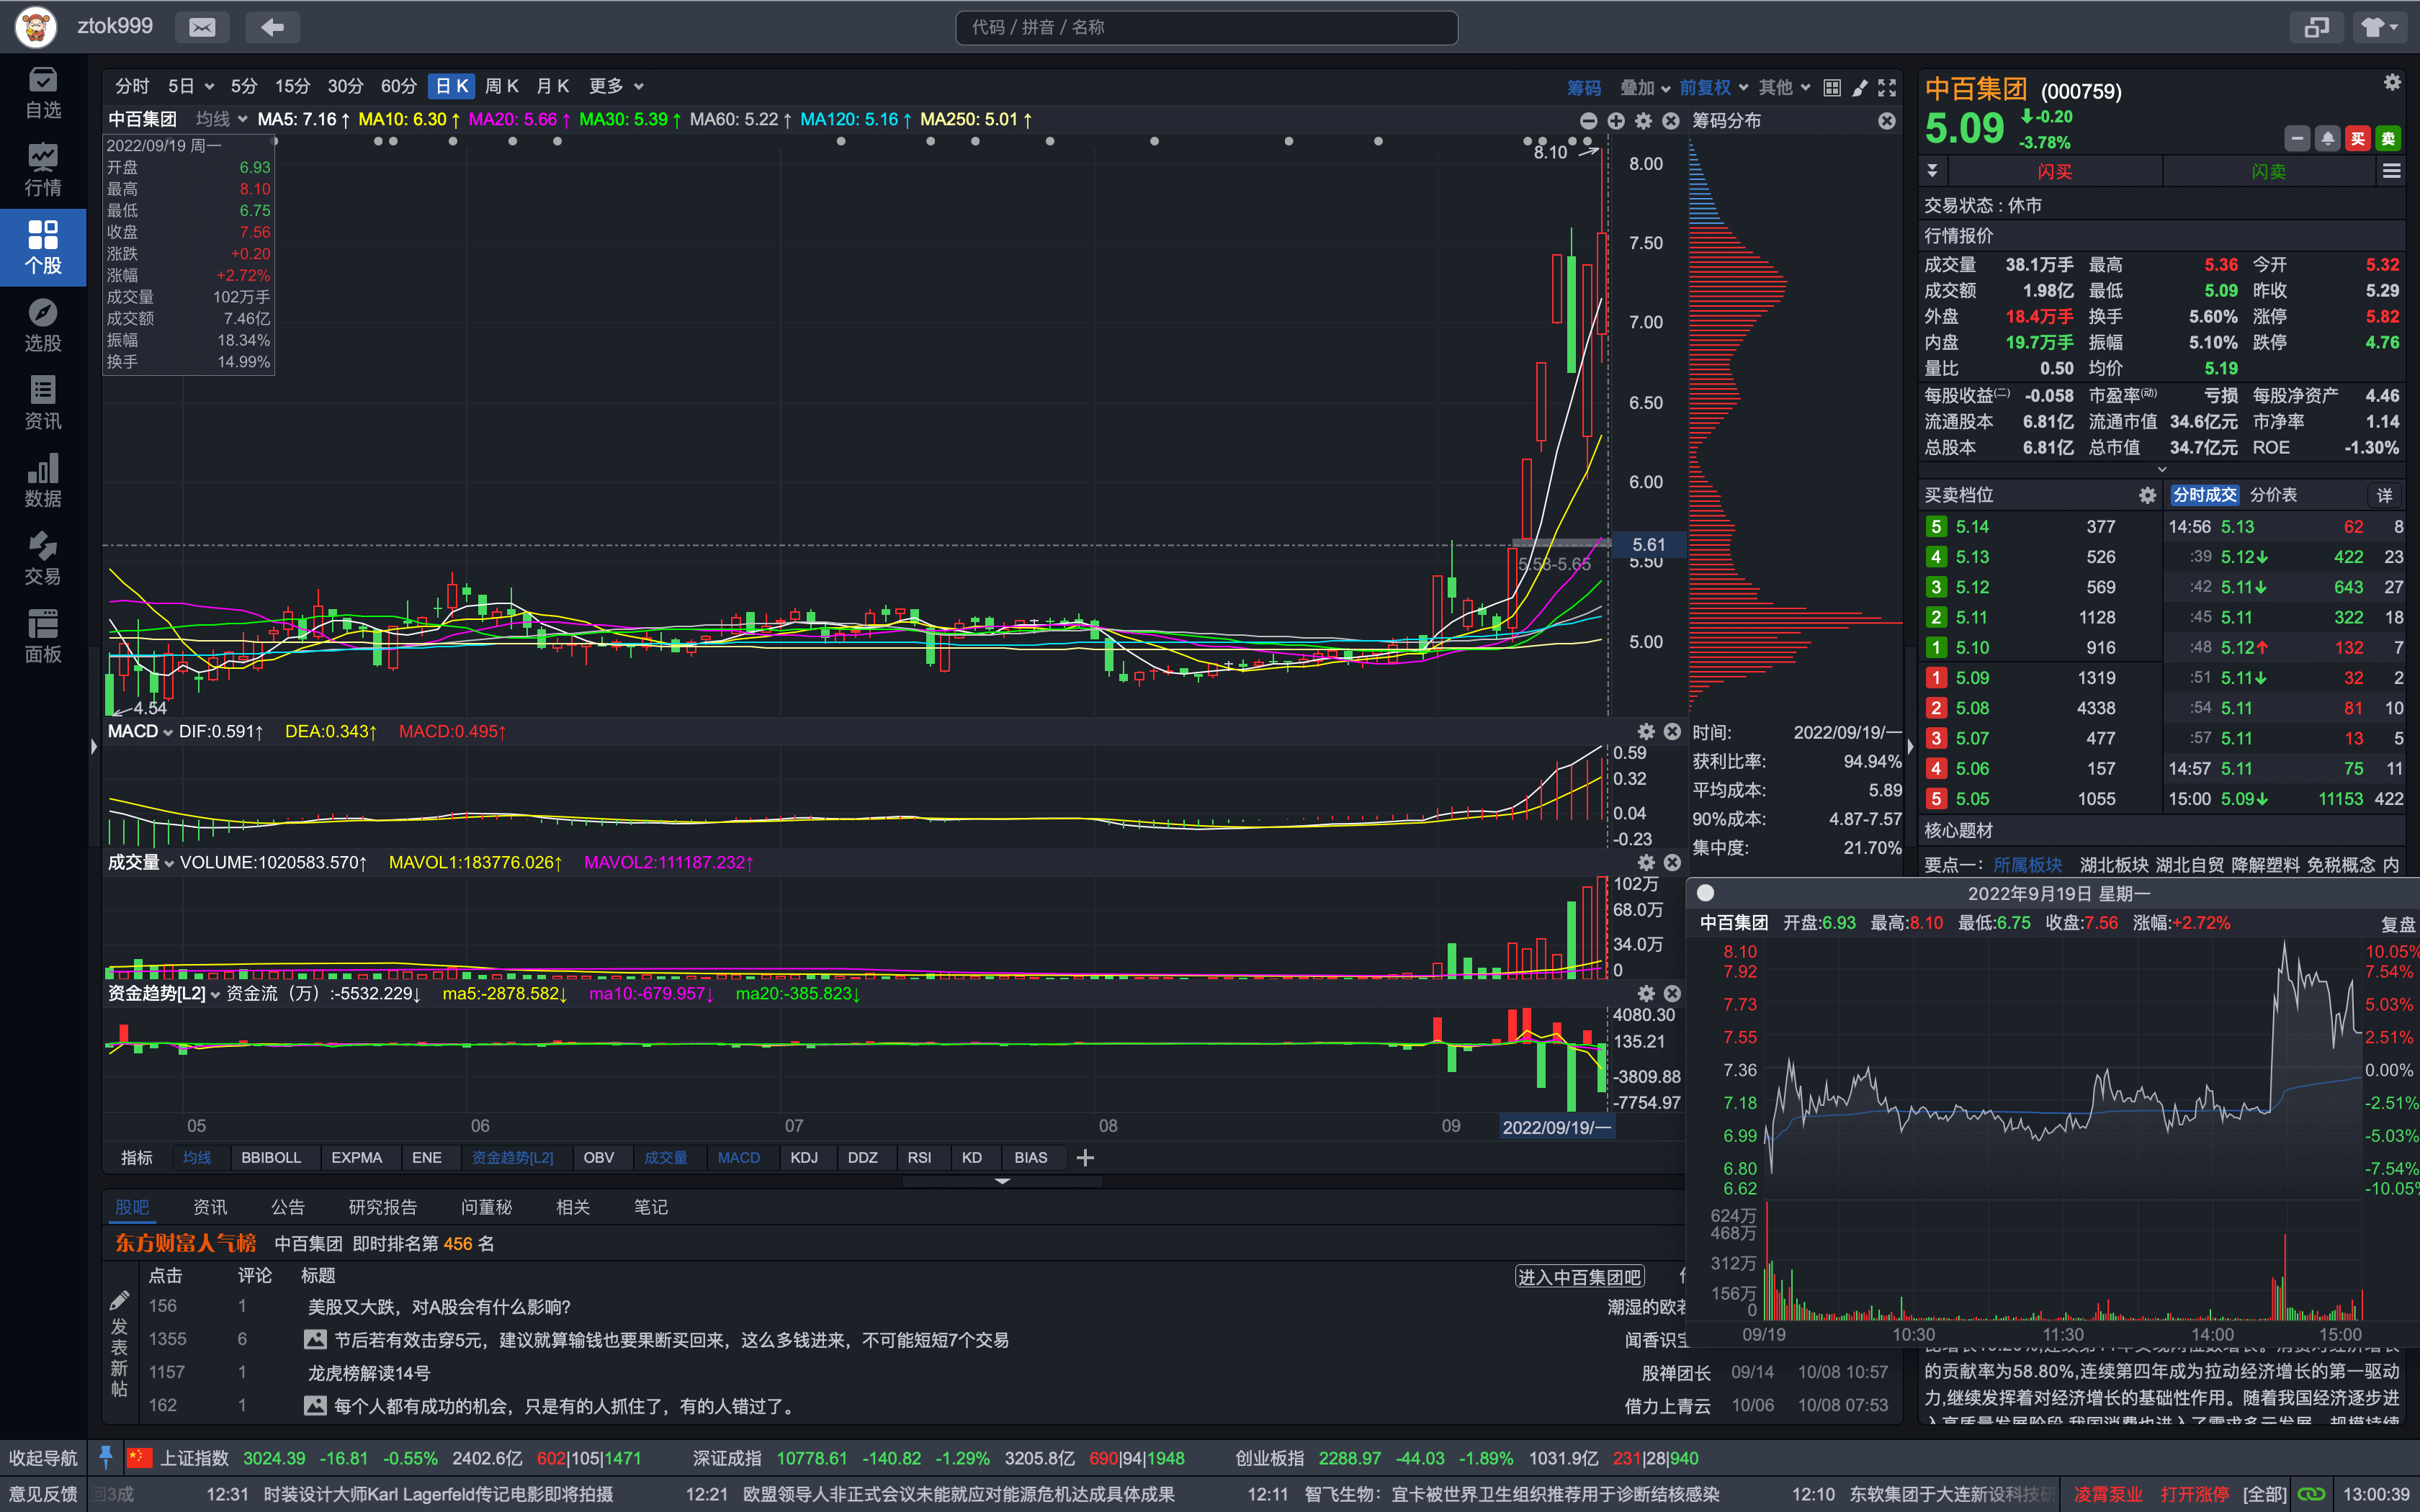 ztok999
代码 / 拼音 / 名称
自选
行情
个股
选股
资讯
数据
交易
面板
分时 5日 5分 15分 30分 60分 日K 周K 月K 更多
筹码 叠加 前复权 其他
中百集团 均线 MA5: 7.16↑ MA10: 6.30↑ MA20: 5.66↑ MA30: 5.39↑ MA60: 5.22↑ MA120: 5.16↑ MA250: 5.01↑
筹码分布
2022/09/19 周一
开盘 6.93
最高 8.10
最低 6.75
收盘 7.56
涨跌 +0.20
涨幅 +2.72%
成交量 102万手
成交额 7.46亿
振幅 18.34%
换手 14.99%
8.10
8.00
7.50
7.00
6.50
6.00
5.61
5.50
5.53-5.65
5.00
4.54
MACD DIF:0.591↑ DEA:0.343↑ MACD:0.495↑
0.59
0.32
0.04
-0.23
时间: 2022/09/19/一
获利比率: 94.94%
平均成本: 5.89
90%成本: 4.87-7.57
集中度: 21.70%
成交量 VOLUME:1020583.570↑ MAVOL1:183776.026↑ MAVOL2:111187.232↑
102万
68.0万
34.0万
0
资金趋势[L2] 资金流（万）:-5532.229↓ ma5:-2878.582↓ ma10:-679.957↓ ma20:-385.823↓
4080.30
135.21
-3809.88
-7754.97
05 06 07 08 09 2022/09/19/一
指标 均线 BBIBOLL EXPMA ENE 资金趋势[L2] OBV 成交量 MACD KDJ DDZ RSI KD BIAS
股吧 资讯 公告 研究报告 问董秘 相关 笔记
东方财富人气榜 中百集团 即时排名第 456 名
点击 评论 标题 进入中百集团吧
发表新帖
156 1 美股又大跌，对A股会有什么影响? 潮湿的欧
1355 6 节后若有效击穿5元，建议就算输钱也要果断买回来，这么多钱进来，不可能短短7个交易 闻香识
1157 1 龙虎榜解读14号 股禅团长 09/14 10/08 10:57
162 1 每个人都有成功的机会，只是有的人抓住了，有的人错过了。 借力上青云 10/06 10/08 07:53
中百集团 (000759)
5.09 -0.20
-3.78%
买 卖
闪买 闪卖
交易状态 : 休市
行情报价
成交量 38.1万手 最高 5.36 今开 5.32
成交额 1.98亿 最低 5.09 昨收 5.29
外盘 18.4万手 换手 5.60% 涨停 5.82
内盘 19.7万手 振幅 5.10% 跌停 4.76
量比 0.50 均价 5.19
每股收益(二) -0.058 市盈率(动) 亏损 每股净资产 4.46
流通股本 6.81亿 流通市值 34.6亿元 市净率 1.14
总股本 6.81亿 总市值 34.7亿元 ROE -1.30%
买卖档位 分时成交 分价表 详
5 5.14 377 14:56 5.13 62 8
4 5.13 526 :39 5.12↓ 422 23
3 5.12 569 :42 5.11↓ 643 27
2 5.11 1128 :45 5.11 322 18
1 5.10 916 :48 5.12↑ 132 7
1 5.09 1319 :51 5.11↓ 32 2
2 5.08 4338 :54 5.11 81 10
3 5.07 477 :57 5.11 13 5
4 5.06 157 14:57 5.11 75 11
5 5.05 1055 15:00 5.09↓ 11153 422
核心题材
要点一: 所属板块 湖北板块 湖北自贸 降解塑料 免税概念 内
2022年9月19日 星期一
中百集团 开盘:6.93 最高:8.10 最低:6.75 收盘:7.56 涨幅:+2.72% 复盘
8.10 10.05%
7.92 7.54%
7.73 5.03%
7.55 2.51%
7.36 0.00%
7.18 -2.51%
6.99 -5.03%
6.80 -7.54%
6.62 -10.05%
624万
468万
312万
156万
0
09/19 10:30 11:30 14:00 15:00
的贡献率为58.80%,连续第四年成为拉动经济增长的第一驱动
力,继续发挥着对经济增长的基础性作用。随着我国经济逐步进
收起导航 上证指数 3024.39 -16.81 -0.55% 2402.6亿 602|105|1471 深证成指 10778.61 -140.82 -1.29% 3205.8亿 690|94|1948 创业板指 2288.97 -44.03 -1.89% 1031.9亿 231|28|940
意见反馈 回3成 12:31 时装设计大师Karl Lagerfeld传记电影即将拍摄 12:21 欧盟领导人非正式会议未能就应对能源危机达成具体成果 12:11 智飞生物：宜卡被世界卫生组织推荐用于诊断结核感染 12:10 东软集团于大连新设科技研 凌霄泵业 打开涨停 [全部] 13:00:39